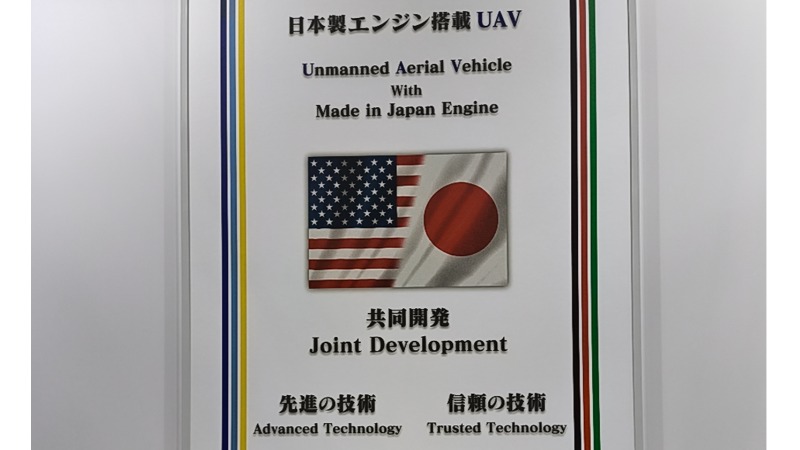 日本製エンジン搭載 UAV
Unmanned Aerial Vehicle
With
Made in Japan Engine
共同開発
Joint Development
先進の技術 信頼の技術
Advanced Technology Trusted Technology